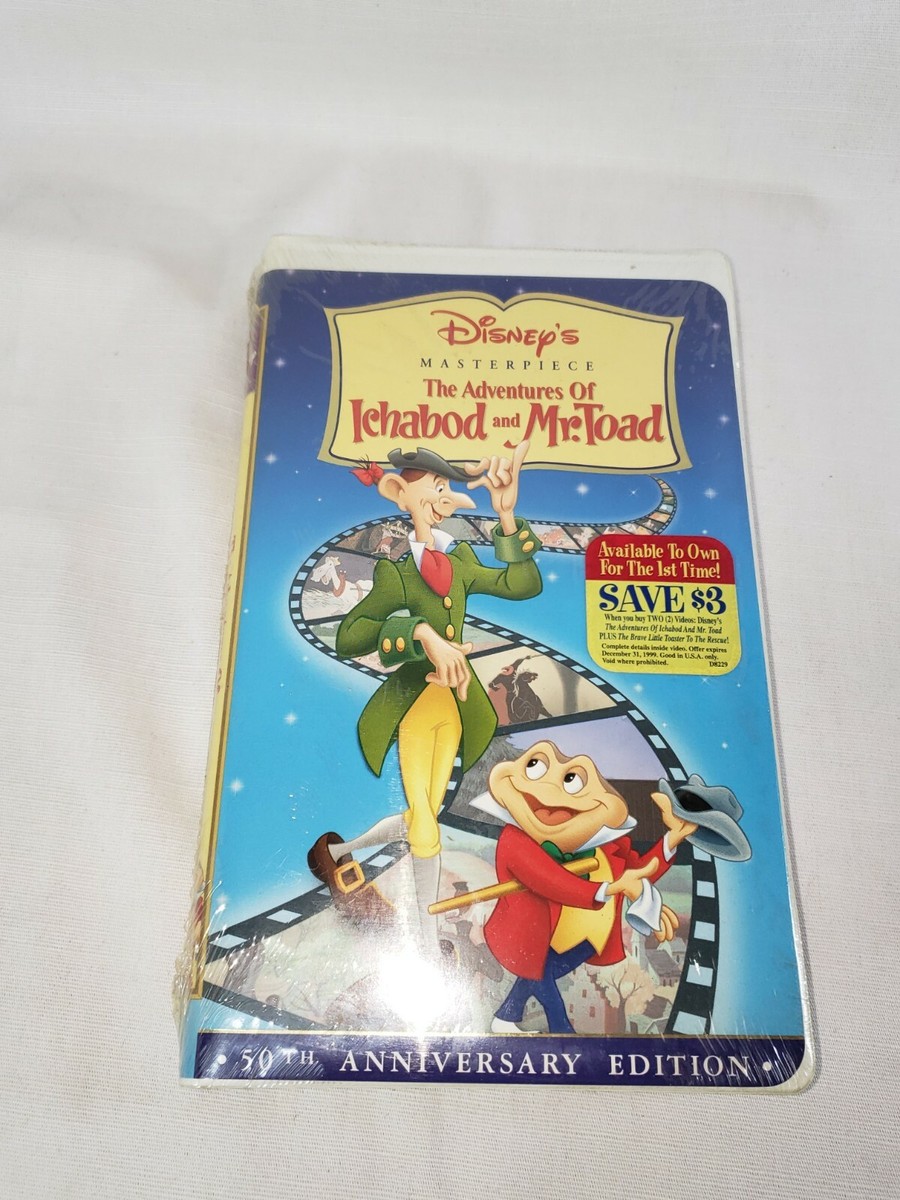 Disney's
MASTERPIECE
The Adventures Of
Ichabod and Mr. Toad
Available To Own
For The 1st Time!
SAVE $3
When you buy TWO (2) Videos: Disney's
The Adventures Of Ichabod And Mr. Toad
PLUS The Brave Little Toaster To The Rescue!
Complete details inside video. Offer expires
December 31, 1999. Good in U.S.A. only.
Void where prohibited. D8229
• 50TH ANNIVERSARY EDITION •